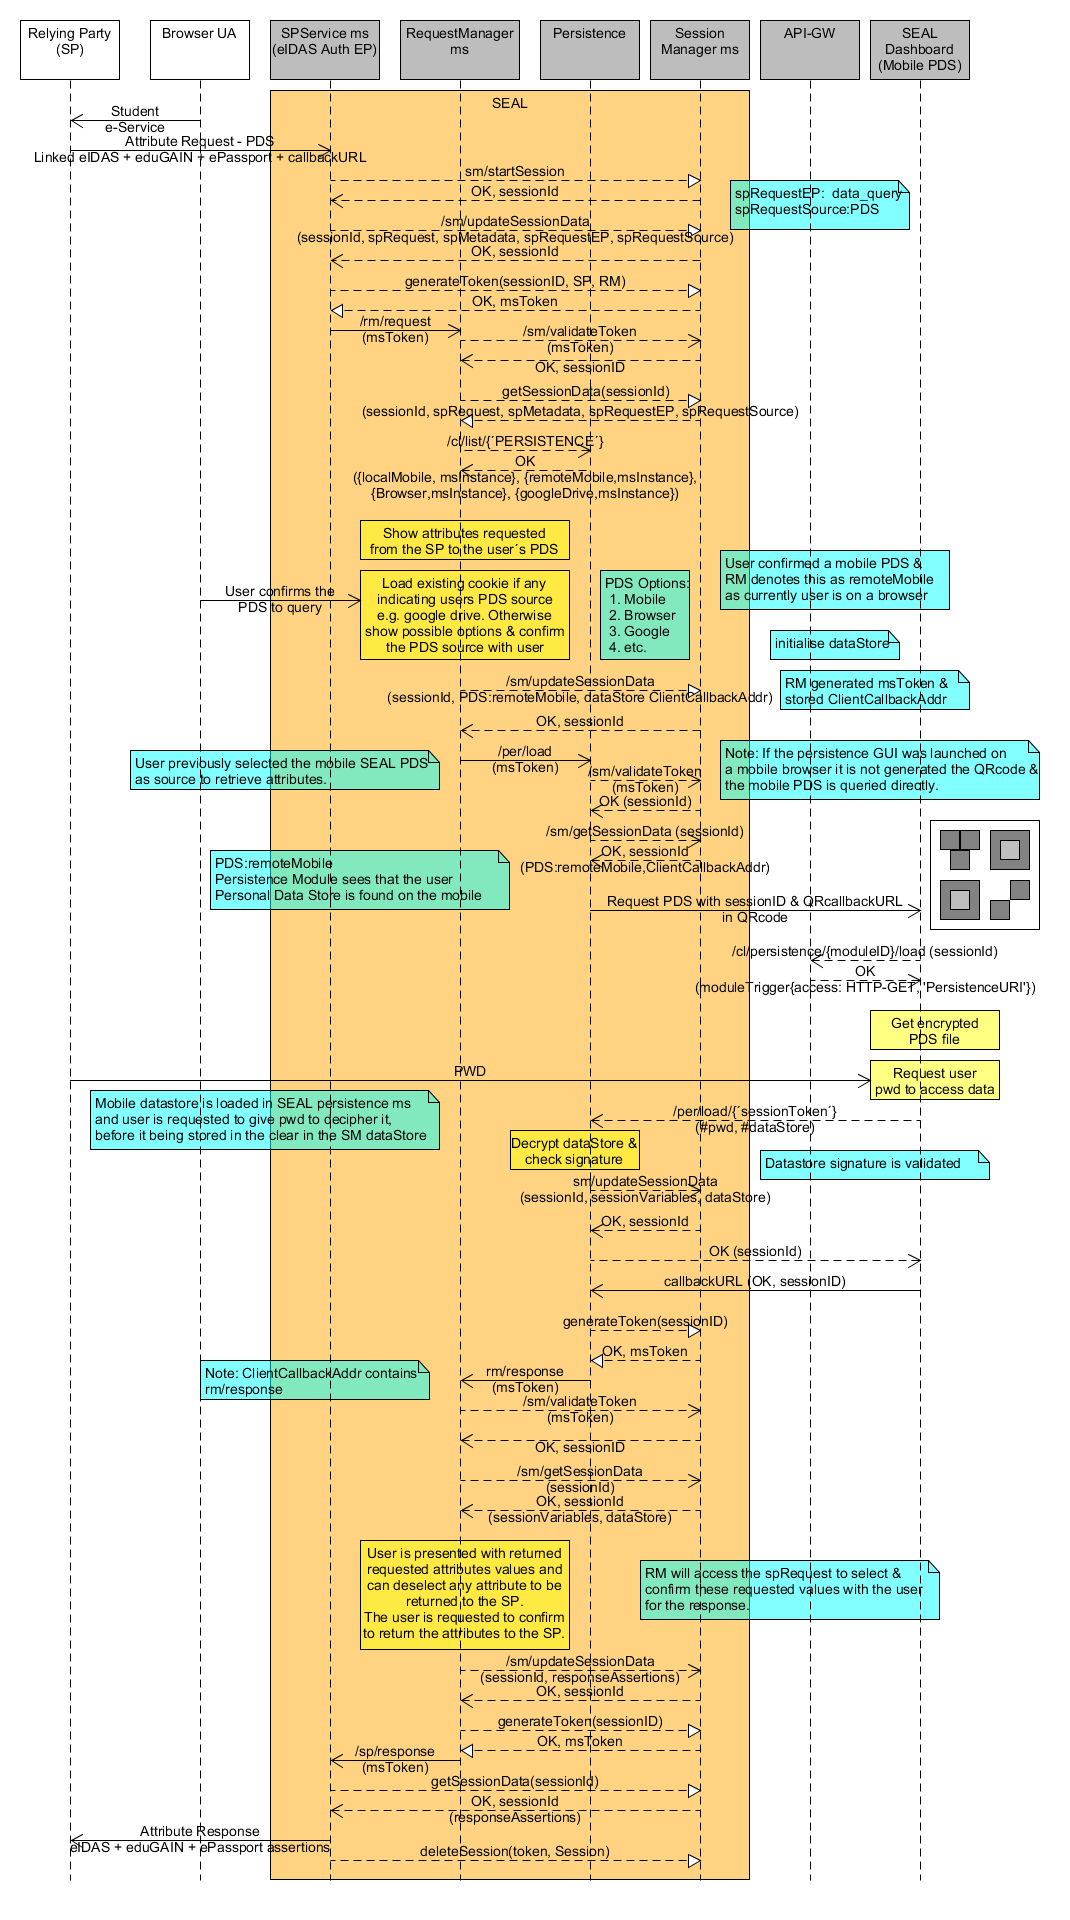 Relying Party
(SP)
Browser UA
SPService ms
(eIDAS Auth EP)
RequestManager
ms
Persistence
Session
Manager ms
API-GW
SEAL
Dashboard
(Mobile PDS)
SEAL
Student
e-Service
Attribute Request - PDS
Linked eIDAS + eduGAIN + ePassport + callbackURL
sm/startSession
OK, sessionId
spRequestEP:  data_query
spRequestSource:PDS
/sm/updateSessionData
(sessionId, spRequest, spMetadata, spRequestEP, spRequestSource)
OK, sessionId
generateToken(sessionID, SP, RM)
OK, msToken
/rm/request
(msToken)
/sm/validateToken
(msToken)
OK, sessionID
getSessionData(sessionId)
(sessionId, spRequest, spMetadata, spRequestEP, spRequestSource)
/cl/list/{´PERSISTENCE´}
OK
({localMobile, msInstance}, {remoteMobile,msInstance},
{Browser,msInstance}, {googleDrive,msInstance})
Show attributes requested
from the SP to the user´s PDS
User confirms the
PDS to query
Load existing cookie if any
indicating users PDS source
e.g. google drive. Otherwise
show possible options & confirm
the PDS source with user
PDS Options:
1. Mobile
2. Browser
3. Google
4. etc.
User confirmed a mobile PDS &
RM denotes this as remoteMobile
as currently user is on a browser
initialise dataStore
/sm/updateSessionData
(sessionId, PDS:remoteMobile, dataStore ClientCallbackAddr)
RM generated msToken &
stored ClientCallbackAddr
OK, sessionId
User previously selected the mobile SEAL PDS
as source to retrieve attributes.
/per/load
(msToken)
Note: If the persistence GUI was launched on
a mobile browser it is not generated the QRcode &
the mobile PDS is queried directly.
/sm/validateToken
(msToken)
OK (sessionId)
/sm/getSessionData (sessionId)
OK, sessionId
(PDS:remoteMobile,ClientCallbackAddr)
PDS:remoteMobile
Persistence Module sees that the user
Personal Data Store is found on the mobile
Request PDS with sessionID & QRcallbackURL
in QRcode
/cl/persistence/{moduleID}/load (sessionId)
OK
(moduleTrigger{access: HTTP-GET, 'PersistenceURI'})
Get encrypted
PDS file
PWD
Request user
pwd to access data
Mobile datastore is loaded in SEAL persistence ms
and user is requested to give pwd to decipher it,
before it being stored in the clear in the SM dataStore
/per/load/{´sessionToken´}
(#pwd, #dataStore)
Decrypt dataStore &
check signature
Datastore signature is validated
sm/updateSessionData
(sessionId, sessionVariables, dataStore)
OK, sessionId
OK (sessionId)
callbackURL (OK, sessionID)
generateToken(sessionID)
OK, msToken
Note: ClientCallbackAddr contains
rm/response
rm/response
(msToken)
/sm/validateToken
(msToken)
OK, sessionID
/sm/getSessionData
(sessionId)
OK, sessionId
(sessionVariables, dataStore)
User is presented with returned
requested attributes values and
can deselect any attribute to be
returned to the SP.
The user is requested to confirm
to return the attributes to the SP.
RM will access the spRequest to select &
confirm these requested values with the user
for the response.
/sm/updateSessionData
(sessionId, responseAssertions)
OK, sessionId
generateToken(sessionID)
OK, msToken
/sp/response
(msToken)
getSessionData(sessionId)
OK, sessionId
(responseAssertions)
Attribute Response
eIDAS + eduGAIN + ePassport assertions
deleteSession(token, Session)